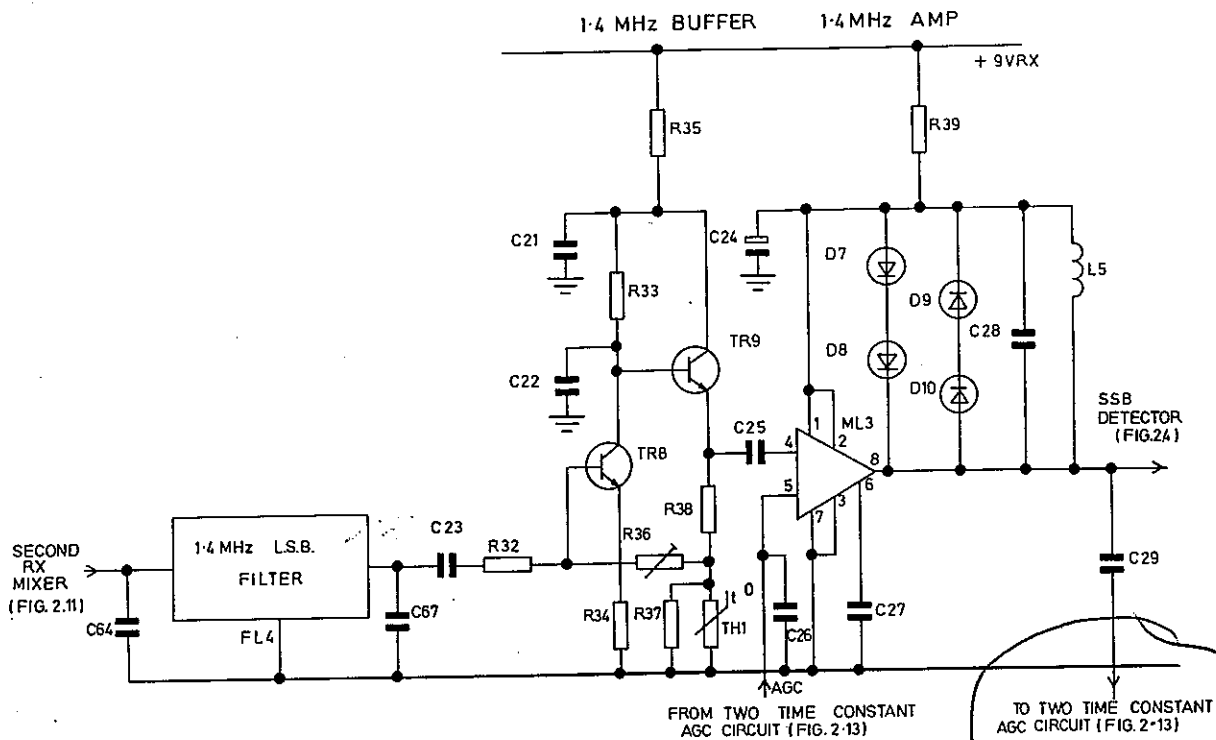 1·4 MHz BUFFER
1·4 MHz AMP
+ 9VRX
R35
R39
C21
R33
C24
D7
D9
L5
C22
TR9
D8
C28
D10
SSB
DETECTOR
(FIG.24)
TR8
C25
ML3
1
2
4
8
5
6
3
7
R38
SECOND
RX
MIXER
(FIG. 2.11)
1·4 MHz L.S.B.
FILTER
C23
R32
R36
C29
C64
FL4
C67
R34
R37
t 0
TH1
C26
C27
AGC
FROM TWO TIME CONSTANT
AGC CIRCUIT (FIG. 2·13)
TO TWO TIME CONSTANT
AGC CIRCUIT (FIG. 2·13)